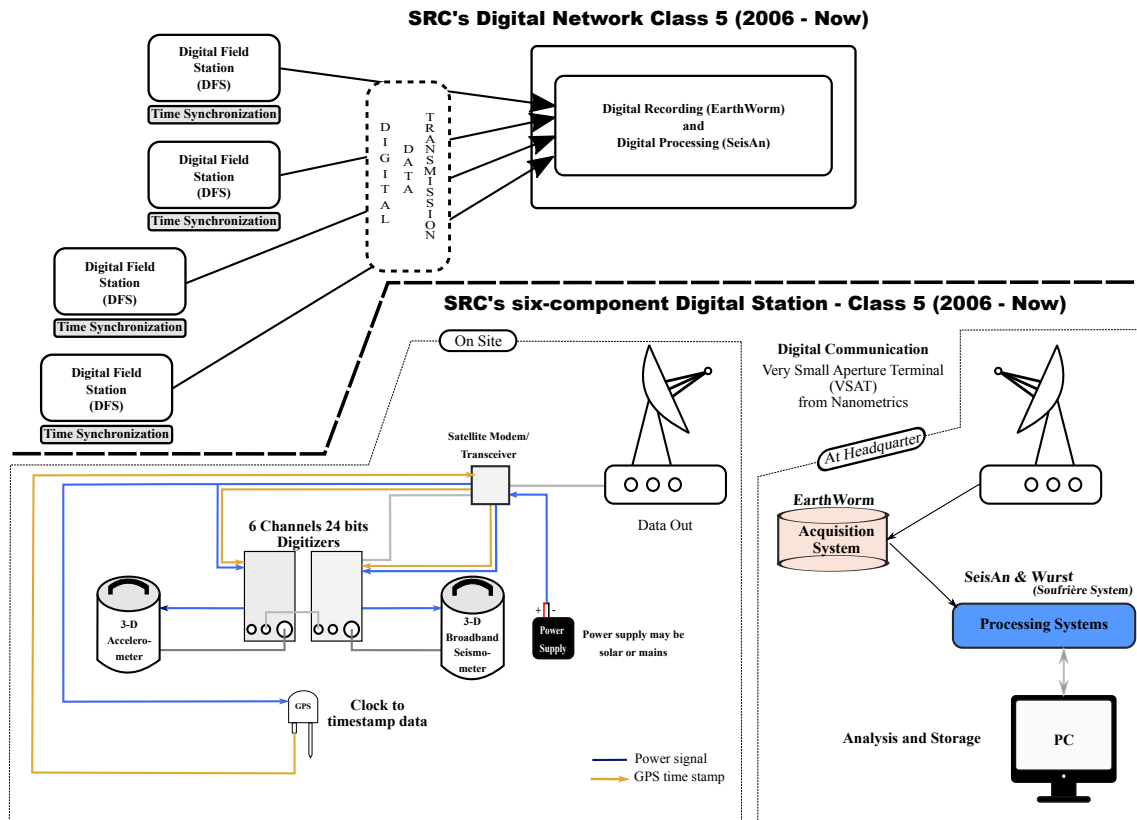 SRC's Digital Network Class 5 (2006 - Now)
Digital Field
Station
(DFS)
Time Synchronization
Digital Field
Station
(DFS)
Time Synchronization
Digital Field
Station
(DFS)
Time Synchronization
Digital Field
Station
(DFS)
Time Synchronization
DIGITAL
DATA
TRANSMISSION
Digital Recording (EarthWorm)
and
Digital Processing (SeisAn)
SRC's six-component Digital Station - Class 5 (2006 - Now)
On Site
Satellite Modem/
Transceiver
Data Out
6 Channels 24 bits
Digitizers
3-D
Accelero-
meter
3-D
Broadband
Seismo-
meter
+ -
Power
Supply
Power supply may be
solar or mains
GPS
Clock to
timestamp data
Power signal
GPS time stamp
Digital Communication
Very Small Aperture Terminal
(VSAT)
from Nanometrics
At Headquarter
EarthWorm
Acquisition
System
SeisAn & Wurst
(Soufrière System)
Processing Systems
Analysis and Storage
PC